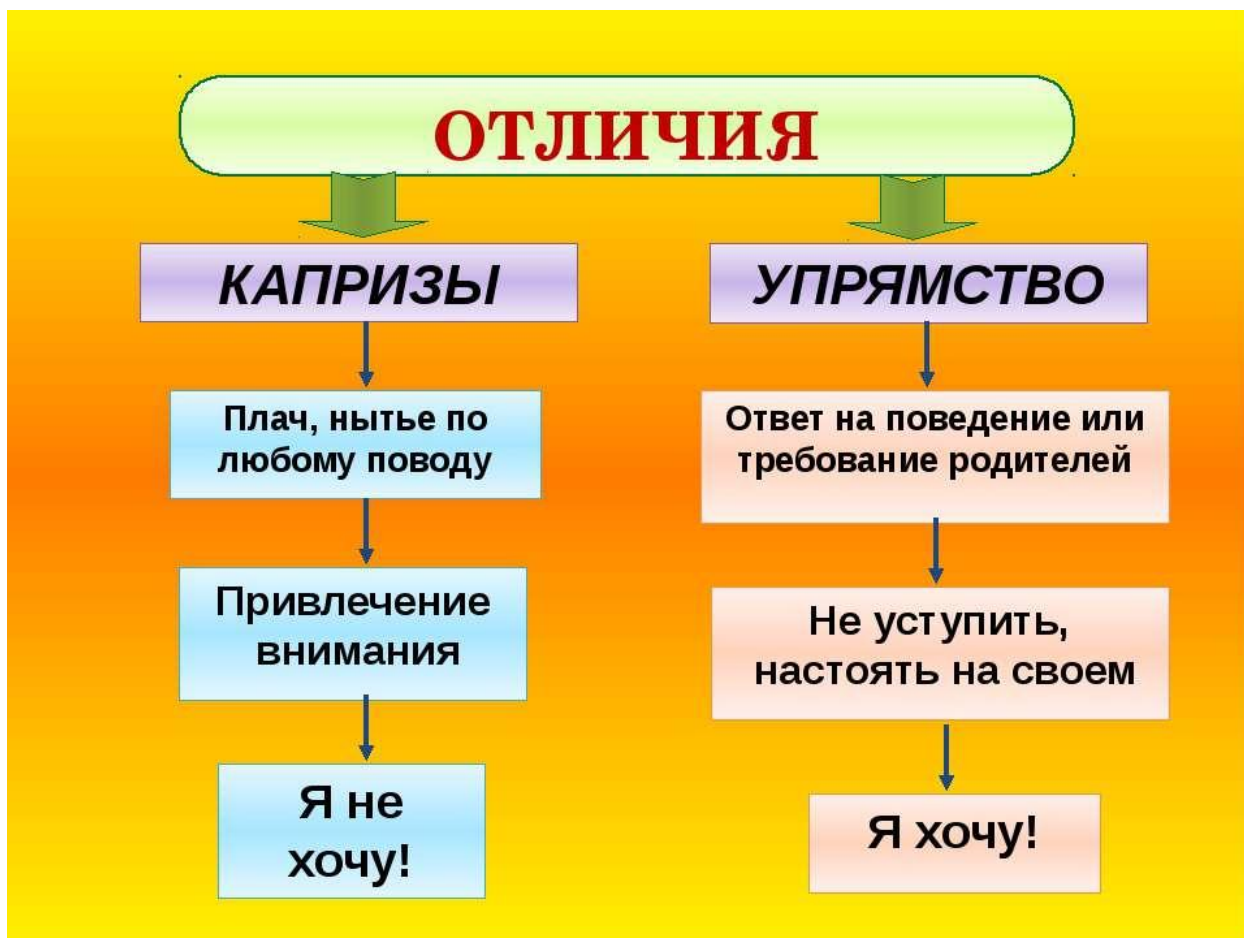 ОТЛИЧИЯ
КАПРИЗЫ
Плач, нытье по
любому поводу
Привлечение
внимания
Я не
хочу!
УПРЯМСТВО
Ответ на поведение или
требование родителей
Не уступить,
настоять на своем
Я хочу!